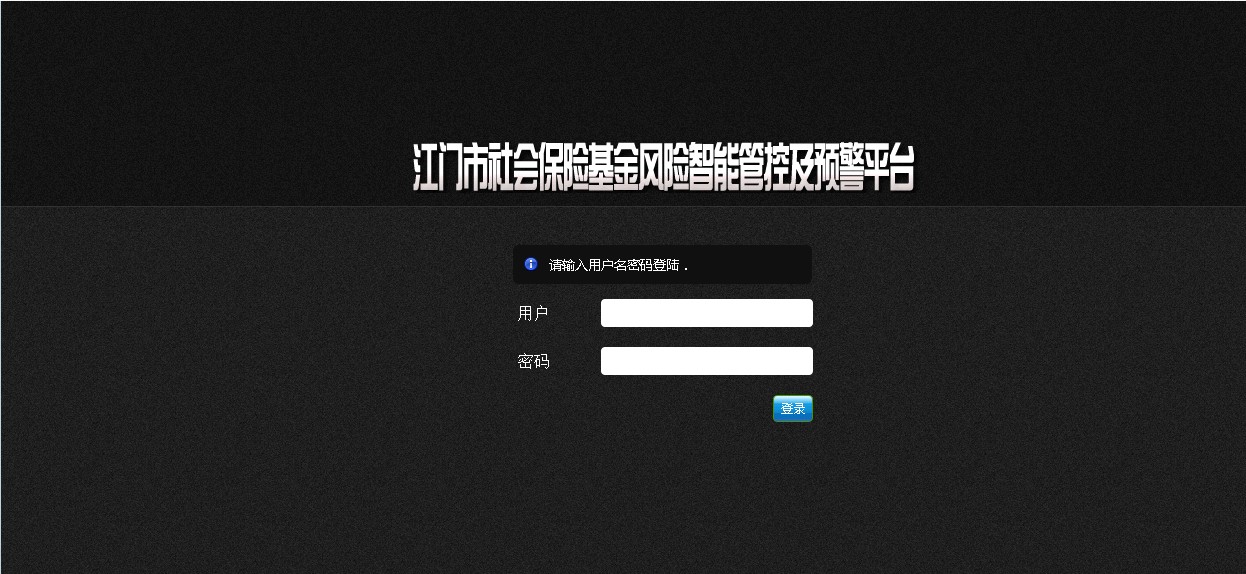 江门市社会保险基金风险智能管控及预警平台
请输入用户名密码登陆．
用户
密码
登录